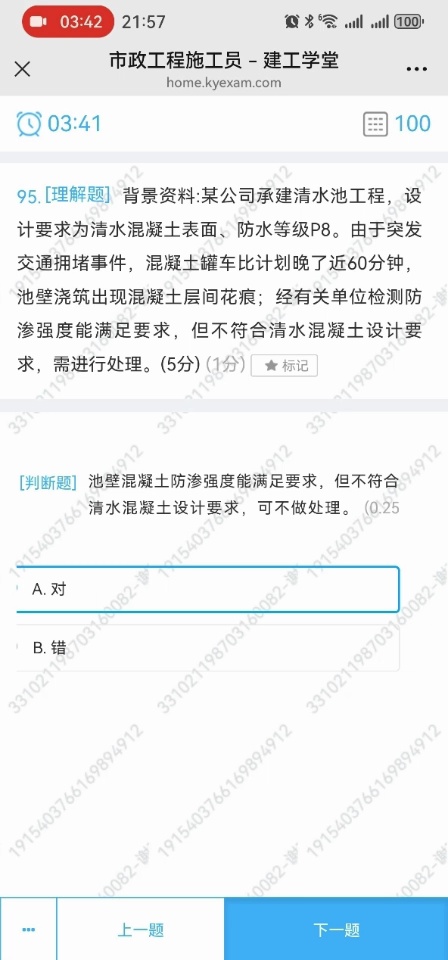 03:42 21:57 100
市政工程施工员 – 建工学堂
home.kyexam.com
03:41 100
95. [理解题] 背景资料:某公司承建清水池工程，设
计要求为清水混凝土表面、防水等级P8。由于突发
交通拥堵事件，混凝土罐车比计划晚了近60分钟，
池壁浇筑出现混凝土层间花痕；经有关单位检测防
渗强度能满足要求，但不符合清水混凝土设计要
求，需进行处理。(5分) (1分) ★ 标记
[判断题] 池壁混凝土防渗强度能满足要求，但不符合
清水混凝土设计要求，可不做处理。 (0.25
A. 对
B. 错
上一题 下一题